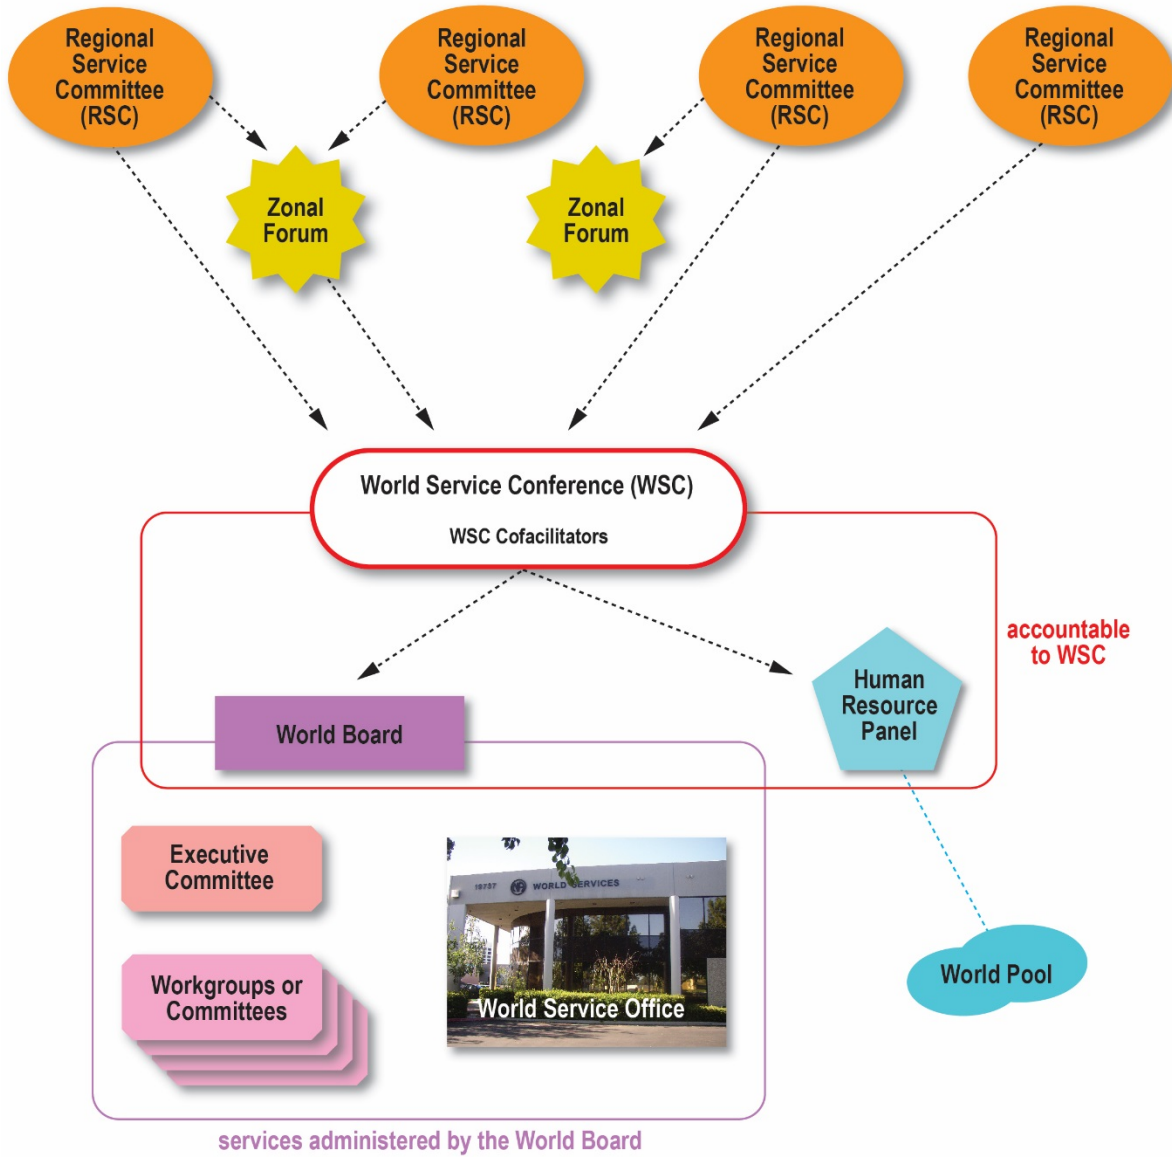 Regional
Service
Committee
(RSC)
Regional
Service
Committee
(RSC)
Regional
Service
Committee
(RSC)
Regional
Service
Committee
(RSC)
Zonal
Forum
Zonal
Forum
World Service Conference (WSC)
WSC Cofacilitators
accountable
to WSC
Human
Resource
Panel
World Board
Executive
Committee
19737 WORLD SERVICES
World Service Office
Workgroups or
Committees
World Pool
services administered by the World Board